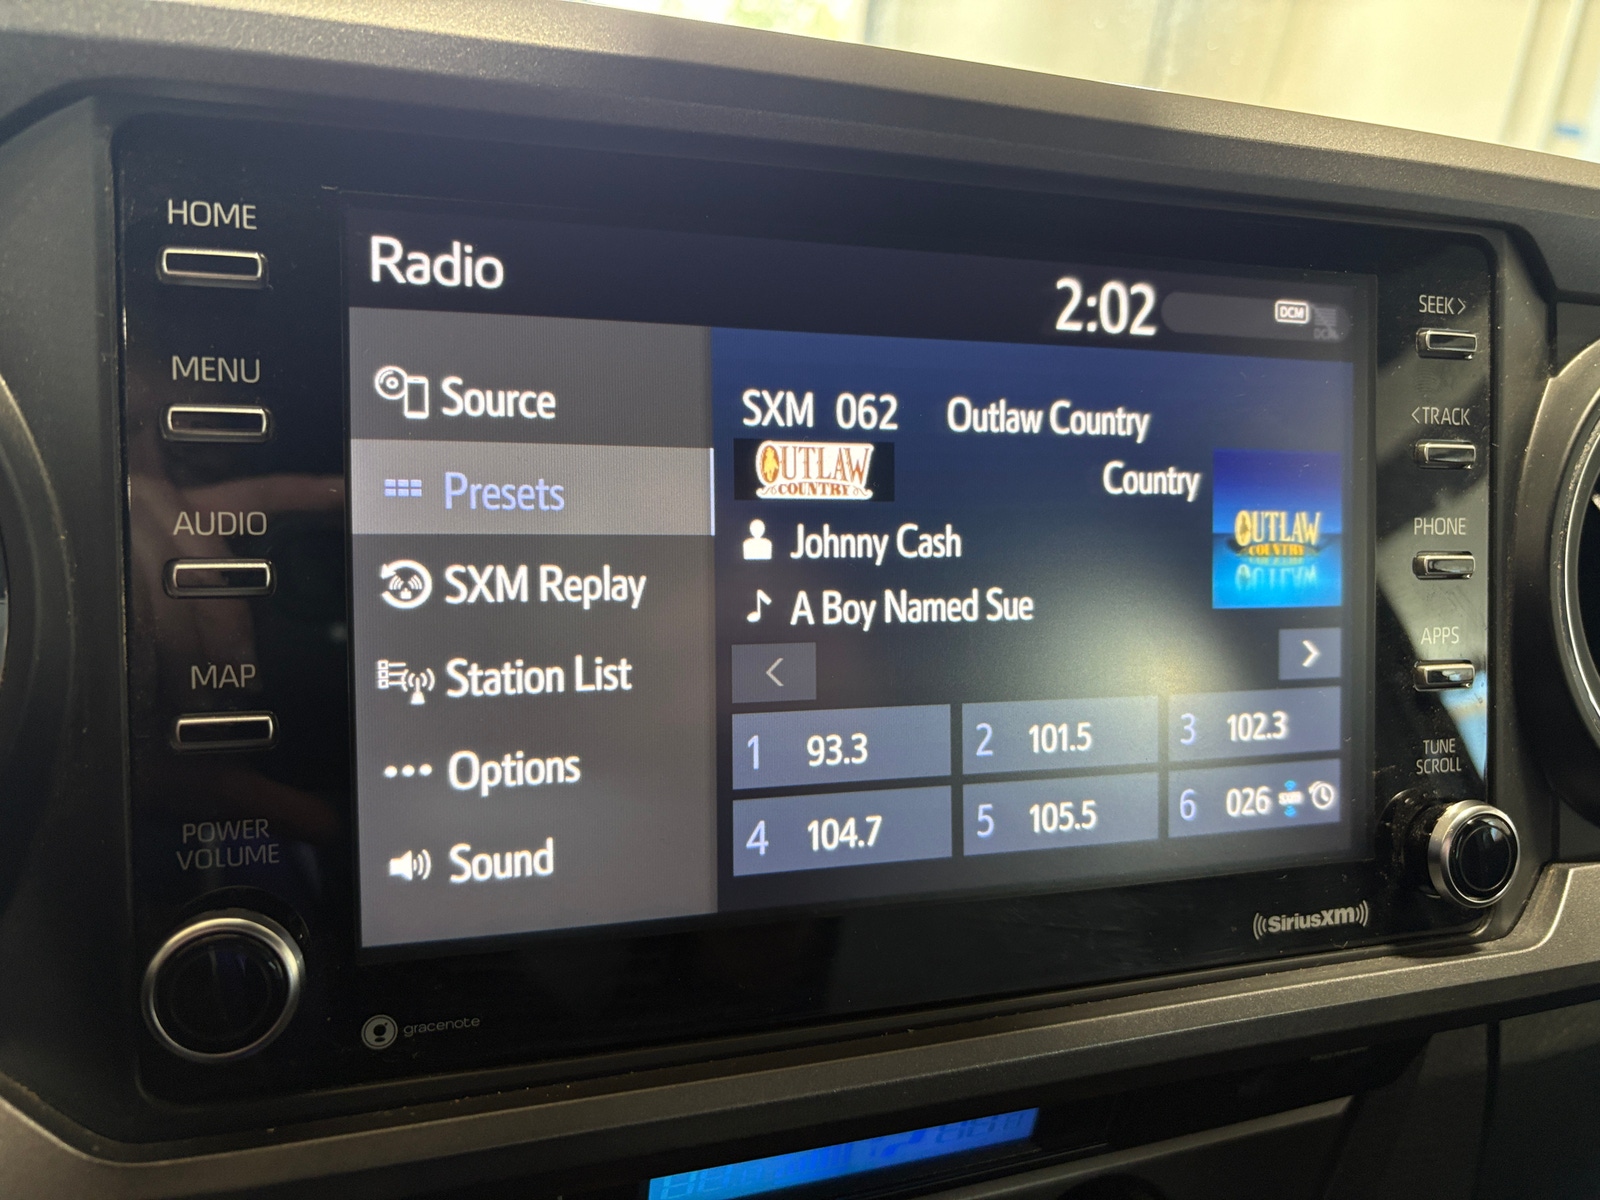 HOME
MENU
AUDIO
MAP
POWER
VOLUME
Radio
2:02
DCM
Source
Presets
SXM Replay
Station List
Options
Sound
SXM 062 Outlaw Country
OUTLAW
COUNTRY
Country
OUTLAW
COUNTRY
Johnny Cash
A Boy Named Sue
<
>
1 93.3
2 101.5
3 102.3
4 104.7
5 105.5
6 026
SEEK>
<TRACK
PHONE
APPS
TUNE
SCROLL
((SiriusXM))
gracenote